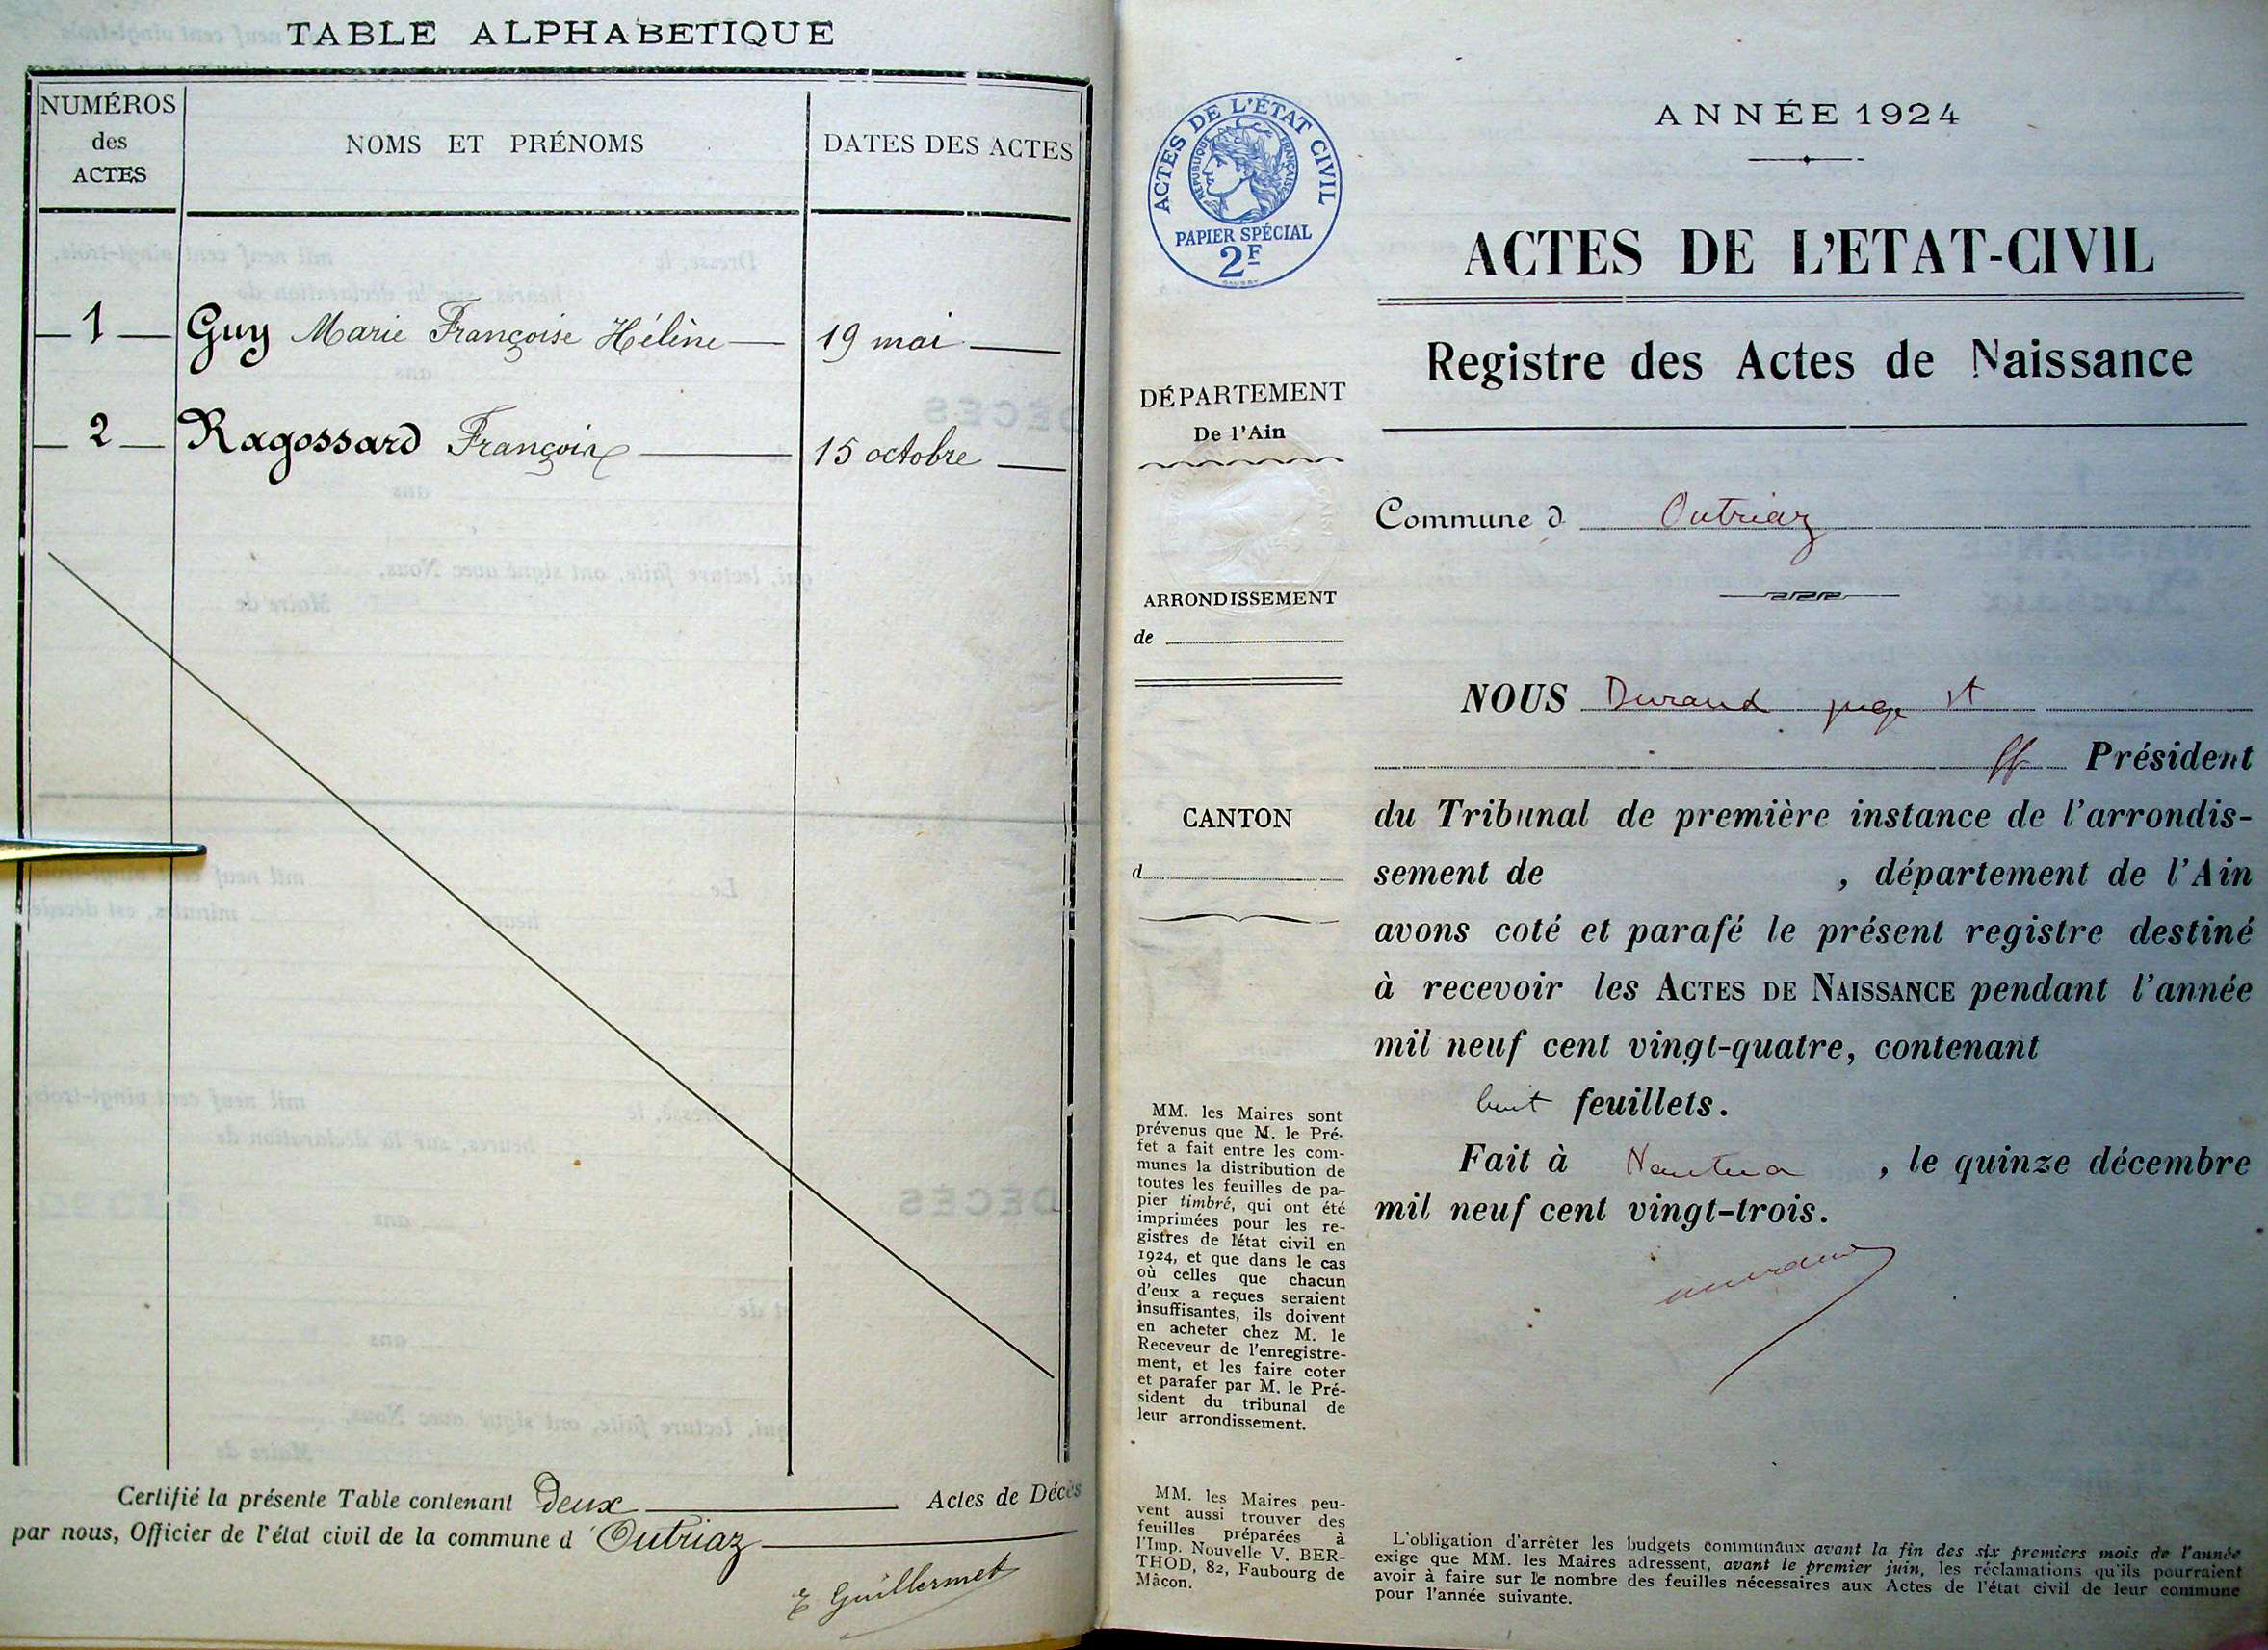 TABLE ALPHABETIQUE
NUMÉROS
des
ACTES
NOMS ET PRÉNOMS
DATES DES ACTES
1 Guy Marie Françoise Hélène 19 mai
2 Ragossard François 15 octobre
Certifié la présente Table contenant Deux Actes de Décès
par nous, Officier de l'état civil de la commune d'Outriaz
E Guillermet
ACTES DE L'ÉTAT CIVIL
RÉPUBLIQUE FRANÇAISE
PAPIER SPÉCIAL
2F
DÉPARTEMENT
De l'Ain
ARRONDISSEMENT
de
CANTON
d
MM. les Maires sont
prévenus que M. le Pré-
fet a fait entre les com-
munes la distribution de
toutes les feuilles de pa-
pier timbré, qui ont été
imprimées pour les re-
gistres de l'état civil en
1924, et que dans le cas
où celles que chacun
d'eux a reçues seraient
insuffisantes, ils doivent
en acheter chez M. le
Receveur de l'enregistre-
ment, et les faire coter
et parafer par M. le Pré-
sident du tribunal de
leur arrondissement.
MM. les Maires peu-
vent aussi trouver des
feuilles préparées à
l'Imp. Nouvelle V. BER-
THOD, 82, Faubourg de
Mâcon.
ANNÉE 1924
ACTES DE L'ETAT-CIVIL
Registre des Actes de Naissance
Commune d Outriaz
NOUS Durand juge st
ff Président
du Tribunal de première instance de l'arrondis-
sement de , département de l'Ain
avons coté et parafé le présent registre destiné
à recevoir les ACTES DE NAISSANCE pendant l'année
mil neuf cent vingt-quatre, contenant
huit feuillets.
Fait à Nantua , le quinze décembre
mil neuf cent vingt-trois.
Durand
L'obligation d'arrêter les budgets communaux avant la fin des six premiers mois de l'année
exige que MM. les Maires adressent, avant le premier juin, les réclamations qu'ils pourraient
avoir à faire sur le nombre des feuilles nécessaires aux Actes de l'état civil de leur commune
pour l'année suivante.